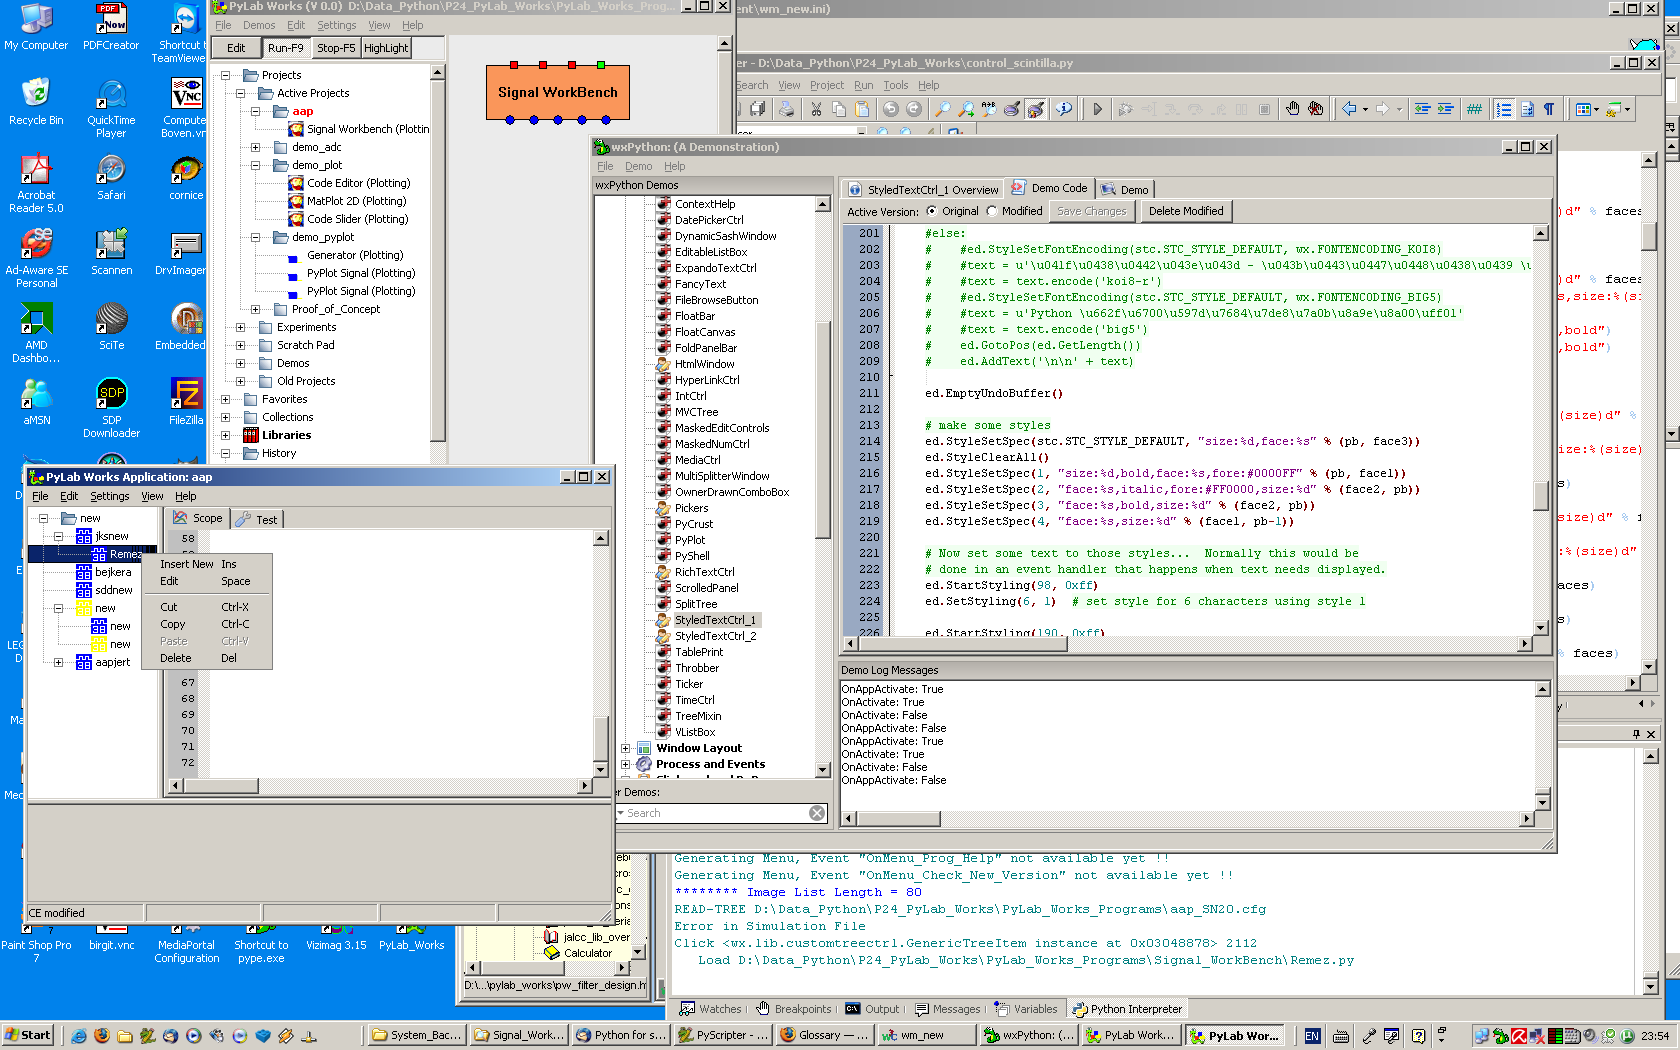 My Computer
PDFCreator
Shortcut to TeamViewer
Recycle Bin
QuickTime Player
Acrobat Reader 5.0
Safari
cornice
Ad-Aware SE Personal
Scannen
DrvImager
AMD Dashbo...
SciTe
Embedded
aMSN
SDP Downloader
FileZilla
PyLab Works (V 0.0)
File Demos Edit Settings View Help
Edit Run-F9 Stop-F5 HighLight
Projects
Active Projects
aap
Signal Workbench (Plottin
demo_adc
demo_plot
Code Editor (Plotting)
MatPlot 2D (Plotting)
Code Slider (Plotting)
demo_pyplot
Generator (Plotting)
PyPlot Signal (Plotting)
PyPlot Signal (Plotting)
Proof_of_Concept
Experiments
Scratch Pad
Demos
Old Projects
Favorites
Collections
Libraries
History
Signal WorkBench
ent\wm_new.ini)
er - D:\Data_Python\P24_PyLab_Works\control_scintilla.py
Search View Project Run Tools Help
wxPython: (A Demonstration)
File Demo Help
wxPython Demos
ContextHelp
DatePickerCtrl
DynamicSashWindow
EditableListBox
ExpandoTextCtrl
FancyText
FileBrowseButton
FloatBar
FloatCanvas
FoldPanelBar
HtmlWindow
HyperLinkCtrl
IntCtrl
MVCTree
MaskedEditControls
MaskedNumCtrl
MediaCtrl
MultiSplitterWindow
OwnerDrawnComboBox
Pickers
PyCrust
PyPlot
PyShell
RichTextCtrl
ScrolledPanel
SplitTree
StyledTextCtrl_1
StyledTextCtrl_2
TablePrint
Throbber
Ticker
TimeCtrl
TreeMixin
VListBox
Window Layout
Process and Events
r Demos:
Search
StyledTextCtrl_1 Overview Demo Code Demo
Active Version: Original Modified Save Changes Delete Modified
201 #else:
202 # #ed.StyleSetFontEncoding(stc.STC_STYLE_DEFAULT, wx.FONTENCODING_KOI8)
203 # #text = u'\u041f\u0438\u0442\u043e\u043d - \u043b\u0443\u0447\u0448\u0438\u0439 \
204 # #text = text.encode('koi8-r')
205 # #ed.StyleSetFontEncoding(stc.STC_STYLE_DEFAULT, wx.FONTENCODING_BIG5)
206 # #text = u'Python \u662f\u6700\u597d\u7684\u7de8\u7a0b\u8a9e\u8a00\uff01'
207 # #text = text.encode('big5')
208 # ed.GotoPos(ed.GetLength())
209 # ed.AddText('\n\n' + text)
210
211 ed.EmptyUndoBuffer()
212
213 # make some styles
214 ed.StyleSetSpec(stc.STC_STYLE_DEFAULT, "size:%d,face:%s" % (pb, face3))
215 ed.StyleClearAll()
216 ed.StyleSetSpec(1, "size:%d,bold,face:%s,fore:#0000FF" % (pb, face1))
217 ed.StyleSetSpec(2, "face:%s,italic,fore:#FF0000,size:%d" % (face2, pb))
218 ed.StyleSetSpec(3, "face:%s,bold,size:%d" % (face2, pb))
219 ed.StyleSetSpec(4, "face:%s,size:%d" % (face1, pb-1))
220
221 # Now set some text to those styles... Normally this would be
222 # done in an event handler that happens when text needs displayed.
223 ed.StartStyling(98, 0xff)
224 ed.SetStyling(6, 1) # set style for 6 characters using style 1
225
226 ed.StartStyling(190, 0xff)
Demo Log Messages
OnAppActivate: True
OnActivate: True
OnActivate: False
OnAppActivate: False
OnAppActivate: True
OnActivate: True
OnActivate: False
OnAppActivate: False
PyLab Works Application: aap
File Edit Settings View Help
new
jksnew
Remez
bejkera
sddnew
new
new
new
aapjert
Scope Test
58
67
68
69
70
71
72
Insert New Ins
Edit Space
Cut Ctrl-X
Copy Ctrl-C
Paste Ctrl-V
Delete Del
CE modified
Generating Menu, Event "OnMenu_Prog_Help" not available yet !!
Generating Menu, Event "OnMenu_Check_New_Version" not available yet !!
******** Image List Length = 80
READ-TREE D:\Data_Python\P24_PyLab_Works\PyLab_Works_Programs\aap_SN20.cfg
Error in Simulation File
Click <wx.lib.customtreectrl.GenericTreeItem instance at 0x03048878> 2112
Load D:\Data_Python\P24_PyLab_Works\PyLab_Works_Programs\Signal_WorkBench\Remez.py
Watches Breakpoints Output Messages Variables Python Interpreter
jalcc_lib_over
Calculator
D:\...\pylab_works\pw_filter_design.h
Paint Shop Pro 7
birgit.vnc
MediaPortal Configuration
Shortcut to pype.exe
Vizimag 3.15
PyLab_Works
Start
System_Bac...
Signal_Work...
Python for s...
PyScripter -...
Glossary —...
wm_new
wxPython: (...
PyLab Work...
PyLab Wor...
EN
23:54